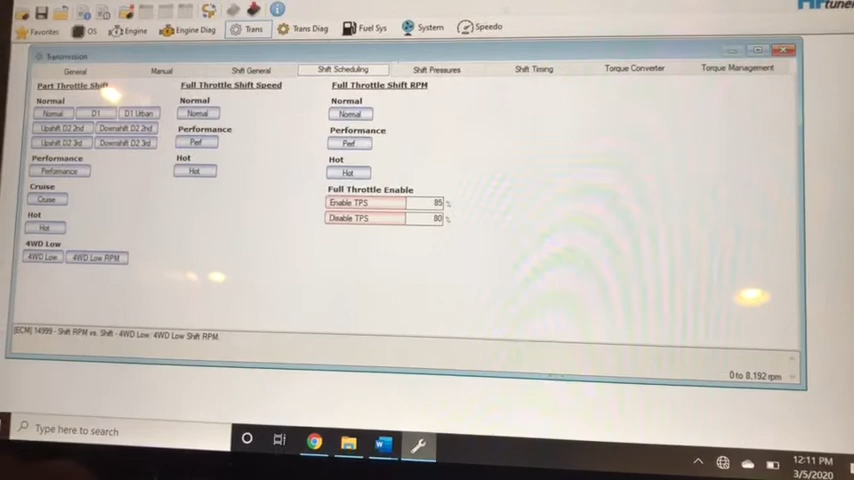 HP tuner
Favorites OS Engine Engine Diag Trans Trans Diag Fuel Sys System Speedo
Transmission
General Manual Shift General Shift Scheduling Shift Pressures Shift Timing Torque Converter Torque Management
Part Throttle Shift Full Throttle Shift Speed Full Throttle Shift RPM
Normal Normal Normal
Normal D1 D1 Urban Normal Normal
Upshift D2 2nd Downshift D2 2nd Performance Performance
Upshift D2 3rd Downshift D2 3rd Perf Perf
Performance Hot Hot
Performance Hot Hot
Cruise Full Throttle Enable
Cruise Enable TPS 85 %
Hot Disable TPS 80 %
Hot
4WD Low
4WD Low 4WD Low RPM
[ECM] 14999 - Shift RPM vs. Shift - 4WD Low: 4WD Low Shift RPM.
0 to 8,192 rpm
Type here to search
12:11 PM
3/5/2020